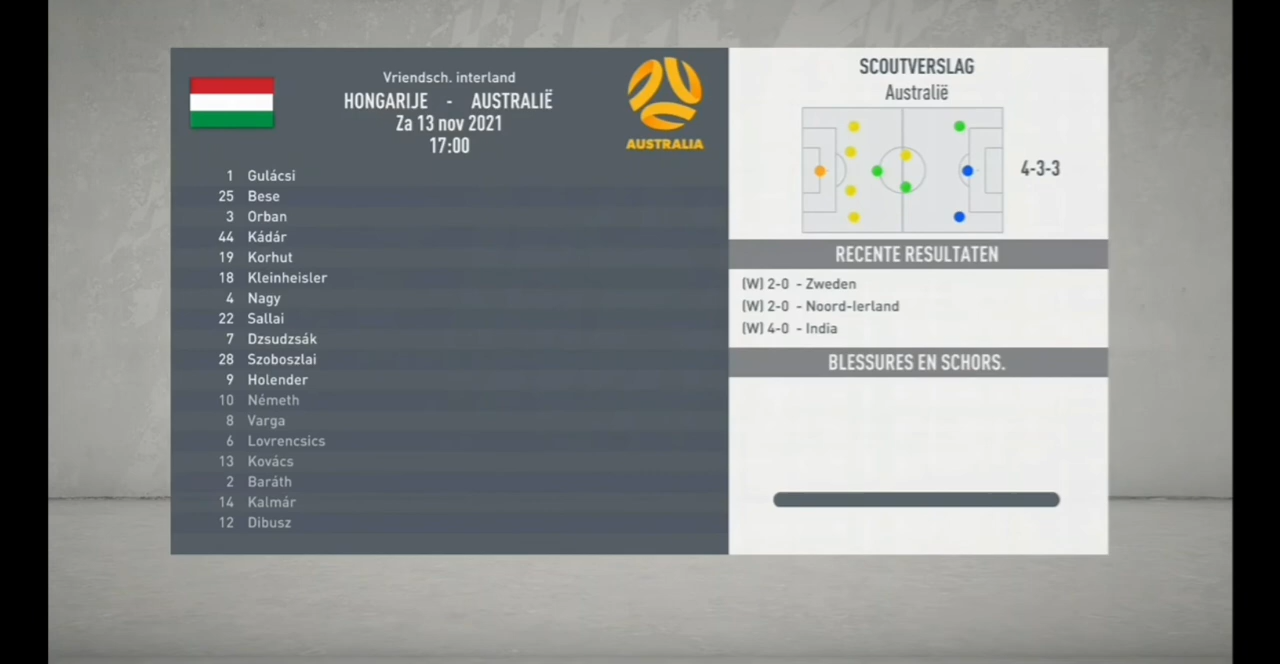 Vriendsch. interland
HONGARIJE - AUSTRALIË
Za 13 nov 2021
17:00
AUSTRALIA
1 Gulácsi
25 Bese
3 Orban
44 Kádár
19 Korhut
18 Kleinheisler
4 Nagy
22 Sallai
7 Dzsudzsák
28 Szoboszlai
9 Holender
10 Németh
8 Varga
6 Lovrencsics
13 Kovács
2 Baráth
14 Kalmár
12 Dibusz
SCOUTVERSLAG
Australië
4-3-3
RECENTE RESULTATEN
(W) 2-0 - Zweden
(W) 2-0 - Noord-Ierland
(W) 4-0 - India
BLESSURES EN SCHORS.